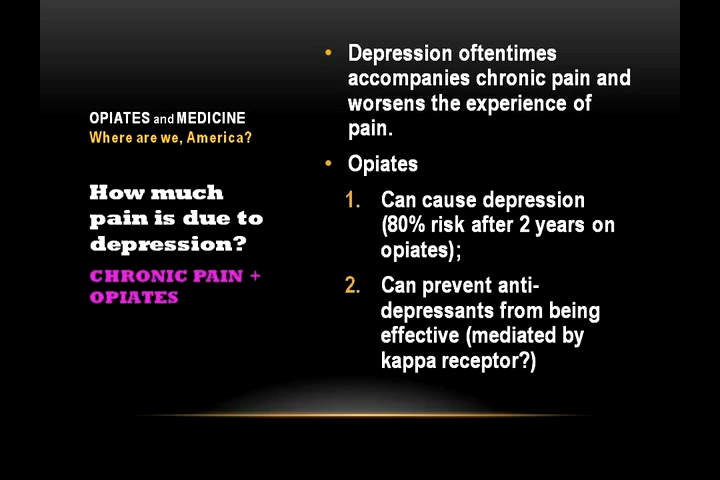 OPIATES and MEDICINE
Where are we, America?
How much
pain is due to
depression?
CHRONIC PAIN +
OPIATES
• Depression oftentimes
accompanies chronic pain and
worsens the experience of
pain.
• Opiates
1. Can cause depression
(80% risk after 2 years on
opiates);
2. Can prevent anti-
depressants from being
effective (mediated by
kappa receptor?)